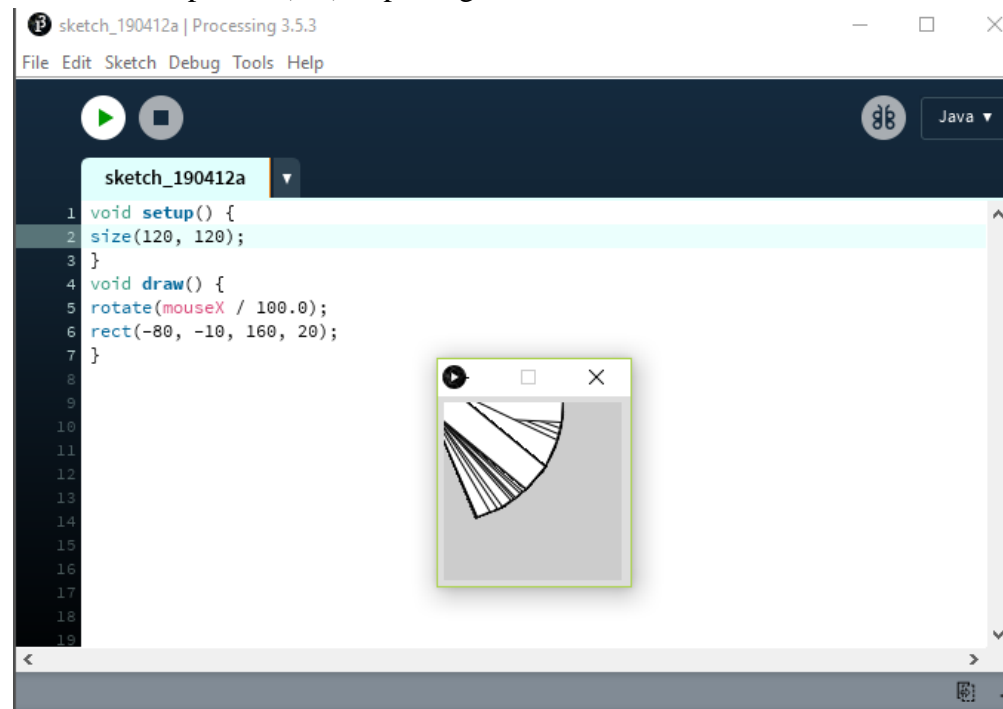 sketch_190412a | Processing 3.5.3
File Edit Sketch Debug Tools Help
Java ▼
sketch_190412a ▼
1 void setup() {
2 size(120, 120);
3 }
4 void draw() {
5 rotate(mouseX / 100.0);
6 rect(-80, -10, 160, 20);
7 }
8
9
10
11
12
13
14
15
16
17
18
19